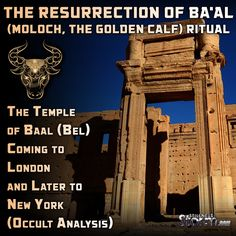 THE RESURRECTION OF BA'AL
(MOLOCH, THE GOLDEN CALF) RITUAL
THE TEMPLE
OF BAAL (BEL)
COMING TO
LONDON
AND LATER TO
NEW YORK
(OCCULT ANALYSIS)